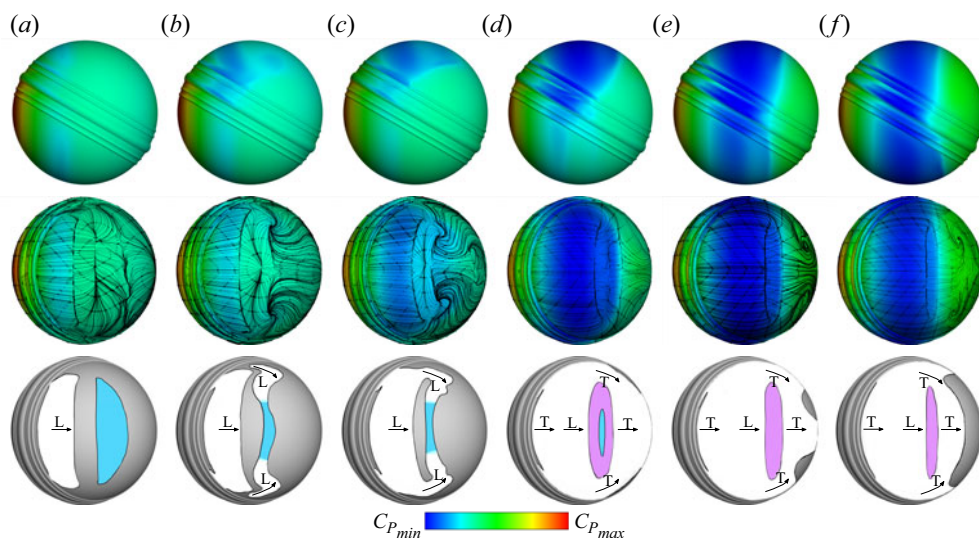 (a) (b) (c) (d) (e) (f)
L L L L L L L T L T T T T L T T T T L T T T
C_{P_{min}} C_{P_{max}}